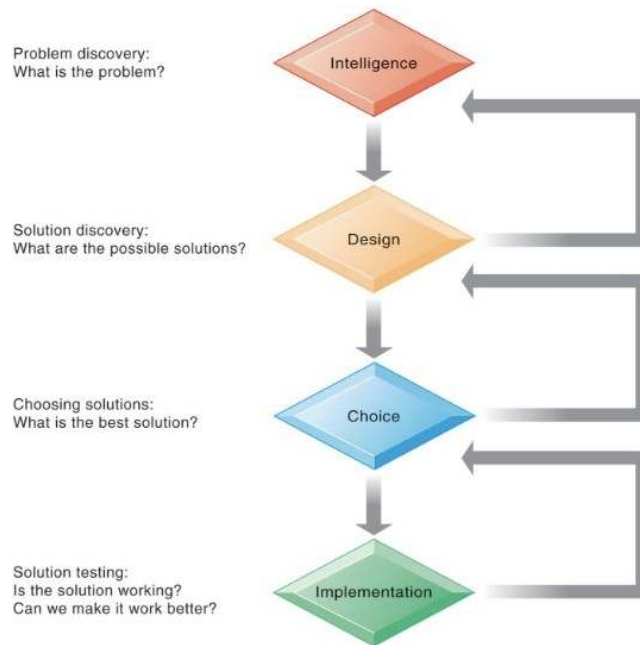 Problem discovery:
What is the problem?
Intelligence
Solution discovery:
What are the possible solutions?
Design
Choosing solutions:
What is the best solution?
Choice
Solution testing:
Is the solution working?
Can we make it work better?
Implementation